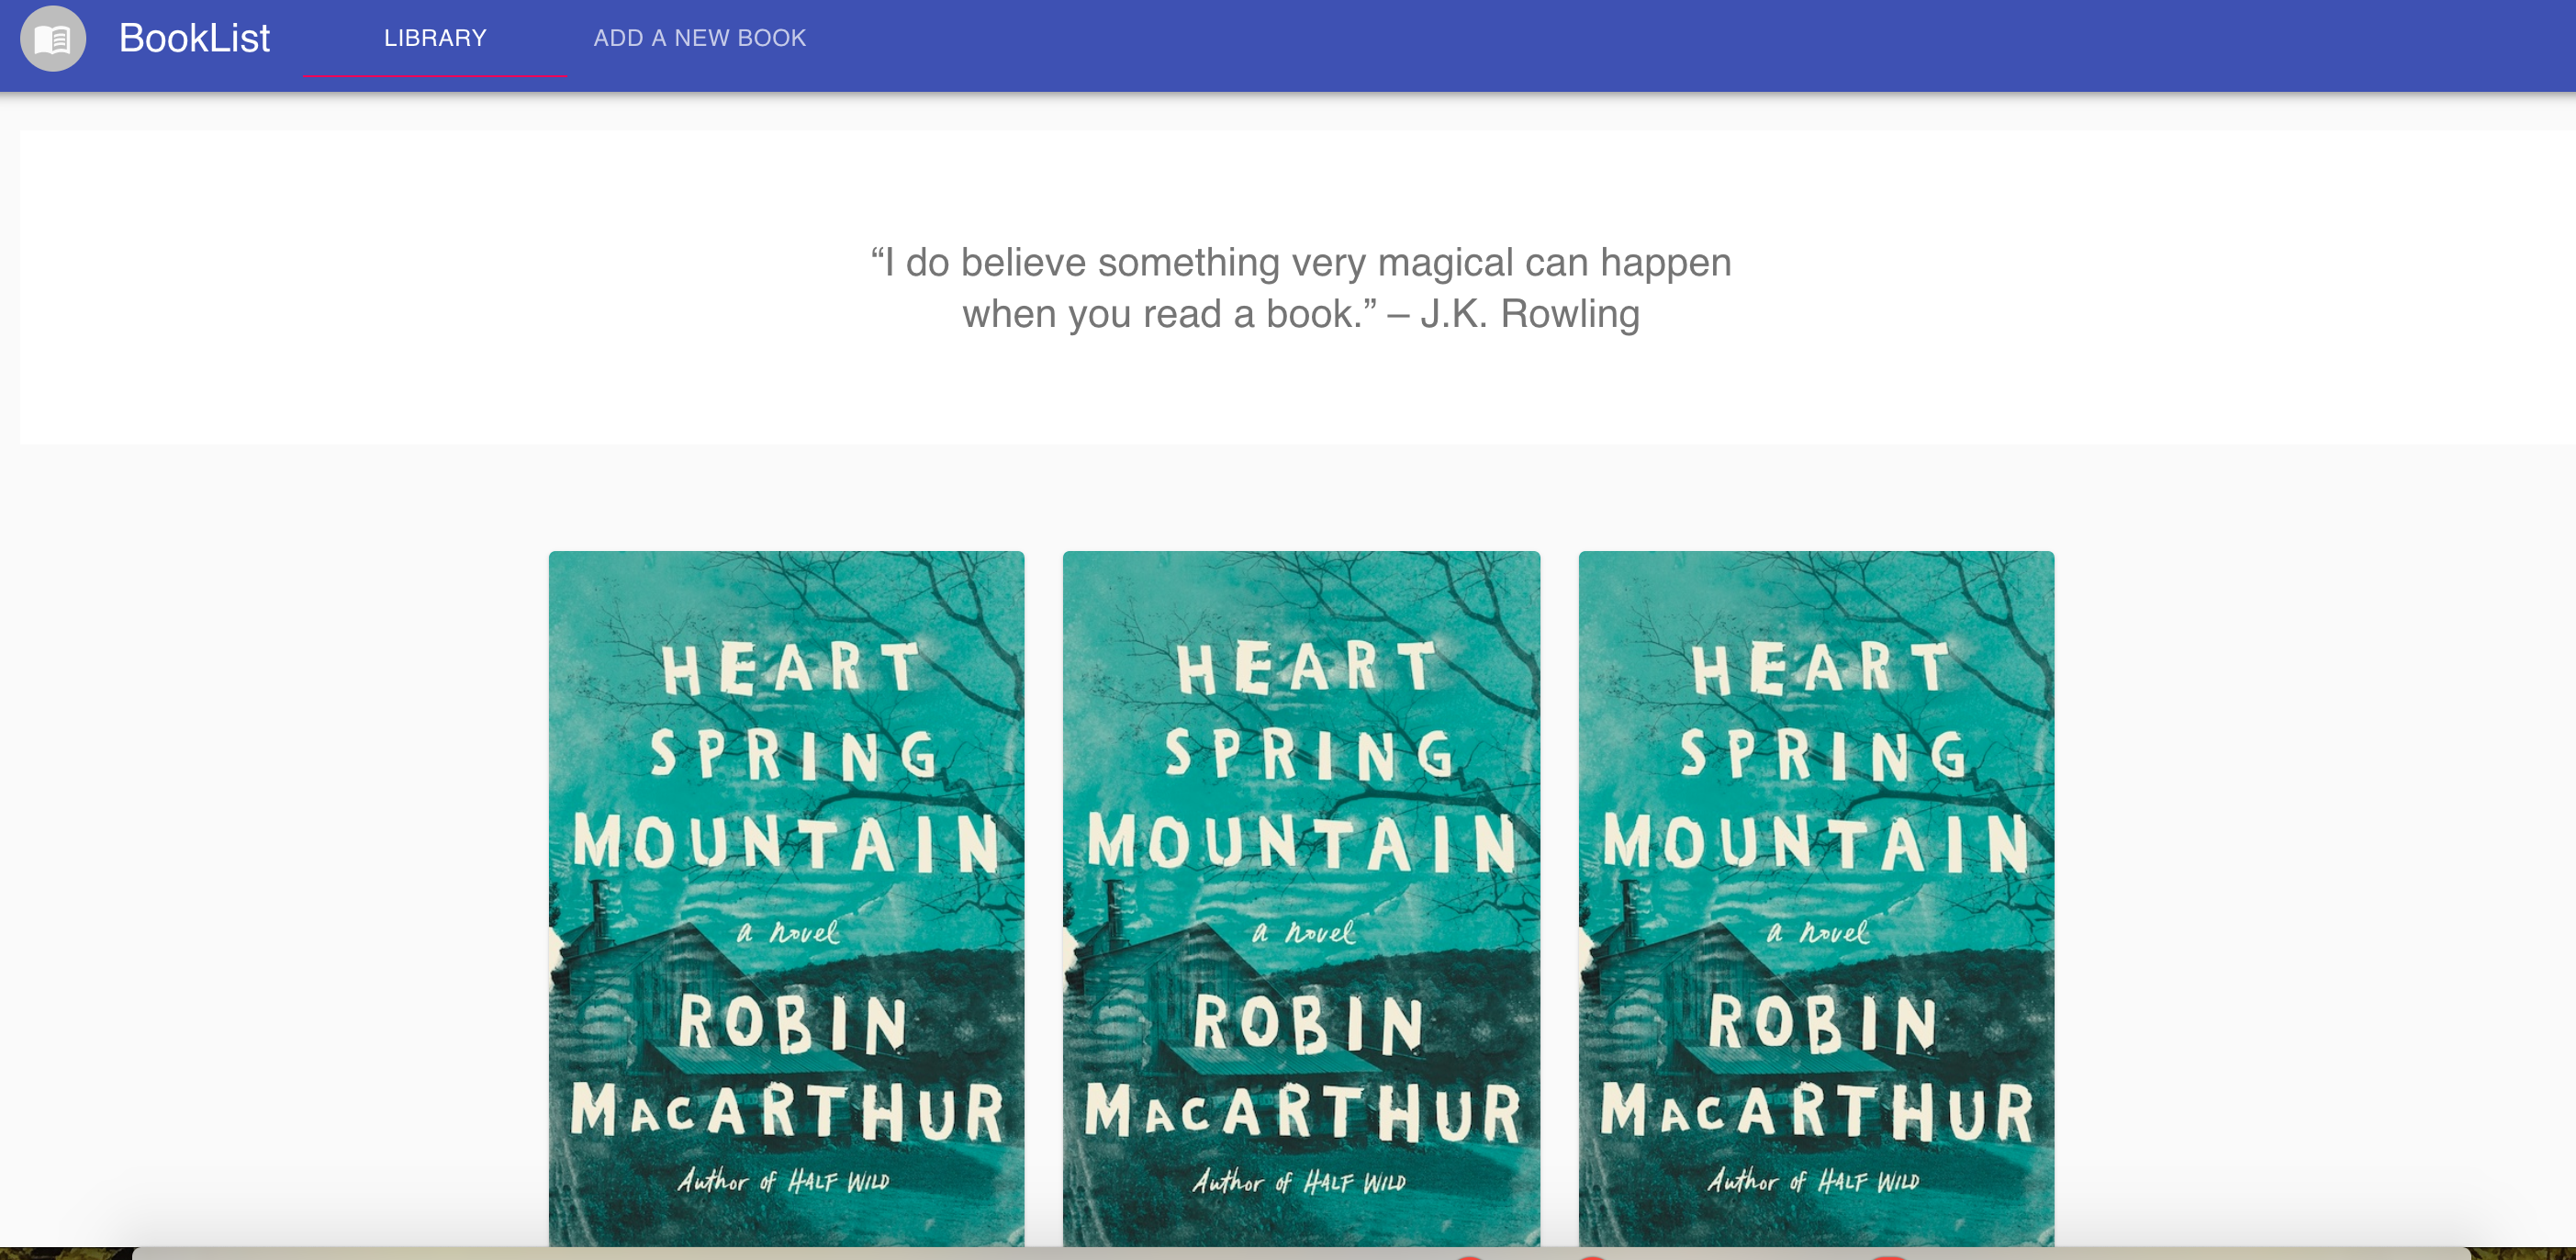 BookList
LIBRARY
ADD A NEW BOOK
“I do believe something very magical can happen
when you read a book.” – J.K. Rowling
HEART
SPRING
MOUNTAIN
a novel
ROBIN
MACARTHUR
Author of HALF WILD
HEART
SPRING
MOUNTAIN
a novel
ROBIN
MACARTHUR
Author of HALF WILD
HEART
SPRING
MOUNTAIN
a novel
ROBIN
MACARTHUR
Author of HALF WILD